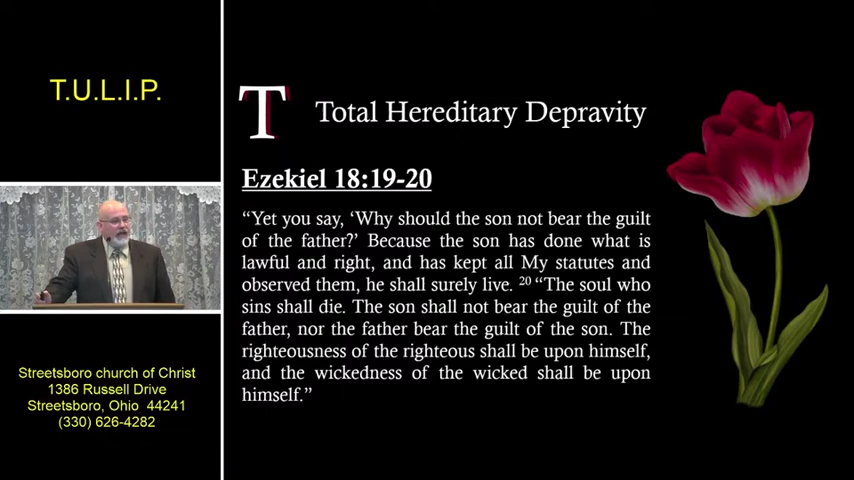 T.U.L.I.P.
Streetsboro church of Christ
1386 Russell Drive
Streetsboro, Ohio 44241
(330) 626-4282
T Total Hereditary Depravity
Ezekiel 18:19-20
“Yet you say, ‘Why should the son not bear the guilt
of the father?’ Because the son has done what is
lawful and right, and has kept all My statutes and
observed them, he shall surely live. 20 “The soul who
sins shall die. The son shall not bear the guilt of the
father, nor the father bear the guilt of the son. The
righteousness of the righteous shall be upon himself,
and the wickedness of the wicked shall be upon
himself.”